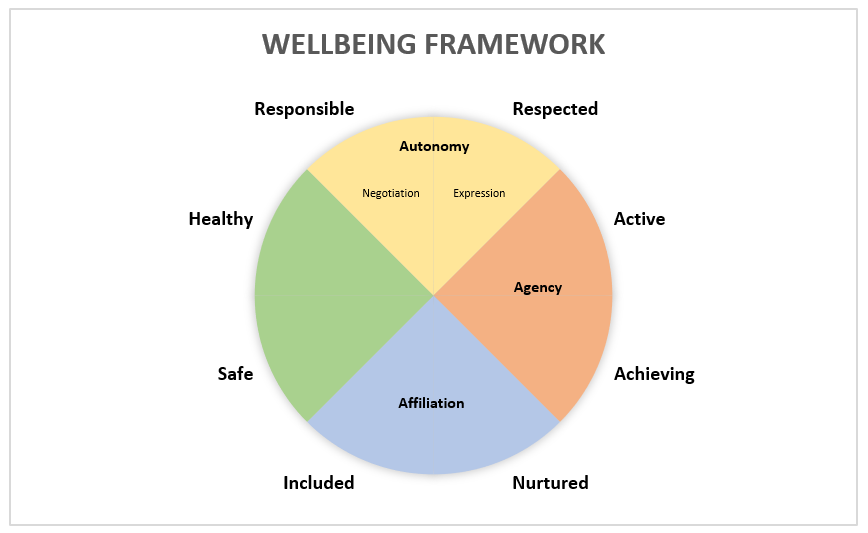 WELLBEING FRAMEWORK
Responsible
Respected
Autonomy
Negotiation
Expression
Healthy
Active
Agency
Safe
Achieving
Affiliation
Included
Nurtured